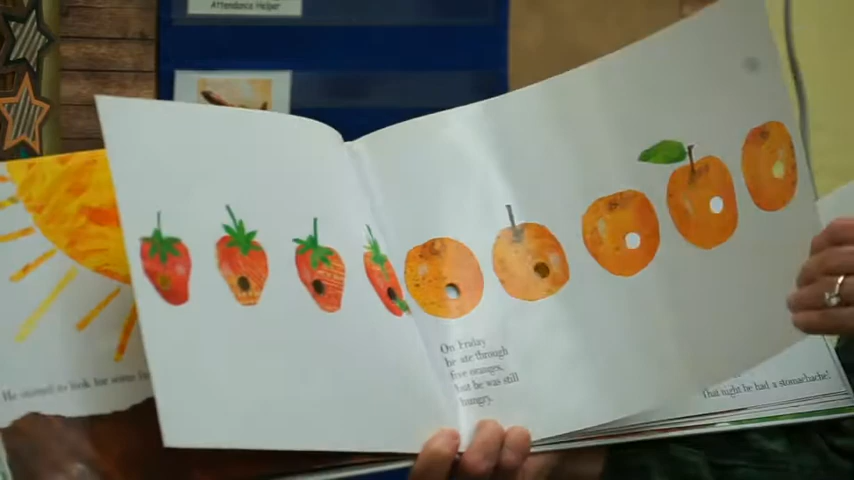 Attendance Helper
He started to look for some
On Friday
he ate through
five oranges,
but he was still
hungry.
That night he had a stomachache!